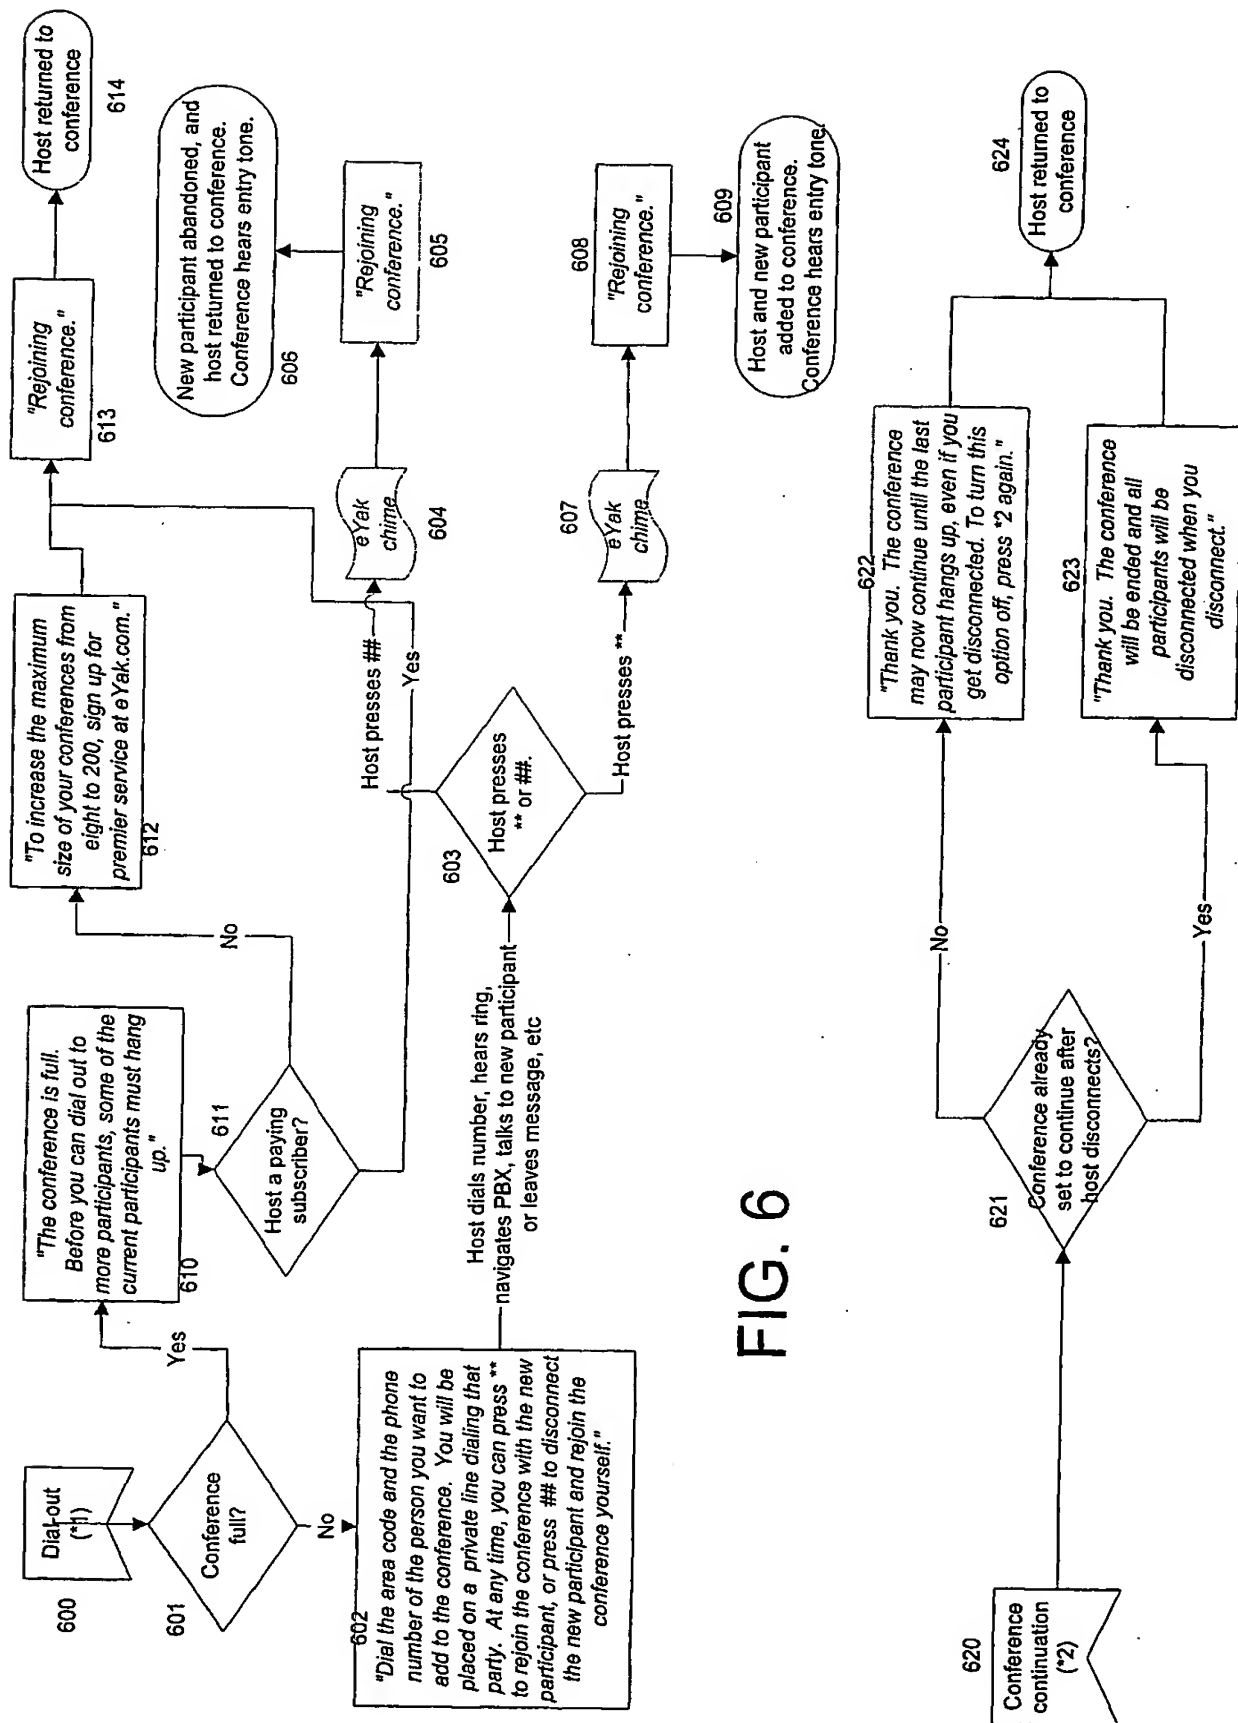 600
Dial-out
(*1)
601
Conference
full?
Yes
No
610
"The conference is full.
Before you can dial out to
more participants, some of the
current participants must hang
up."
611
Host a paying
subscriber?
No
Yes
612
"To increase the maximum
size of your conferences from
eight to 200, sign up for
premier service at eYak.com."
613
"Rejoining
conference."
Host returned to
conference
614
602
"Dial the area code and the phone
number of the person you want to
add to the conference. You will be
placed on a private line dialing that
party. At any time, you can press **
to rejoin the conference with the new
participant, or press ## to disconnect
the new participant and rejoin the
conference yourself."
Host dials number, hears ring,
navigates PBX, talks to new participant
or leaves message, etc
603
Host presses
** or ##.
Host presses ##
eYak
chime
604
"Rejoining
conference."
605
New participant abandoned, and
host returned to conference.
Conference hears entry tone.
606
Host presses **
607
eYak
chime
608
"Rejoining
conference."
609
Host and new participant
added to conference.
Conference hears entry tone.
FIG. 6
620
Conference
continuation
(*2)
621
Conference already
set to continue after
host disconnects?
No
Yes
622
"Thank you. The conference
may now continue until the last
participant hangs up, even if you
get disconnected. To turn this
option off, press *2 again."
623
"Thank you. The conference
will be ended and all
participants will be
disconnected when you
disconnect."
624
Host returned to
conference